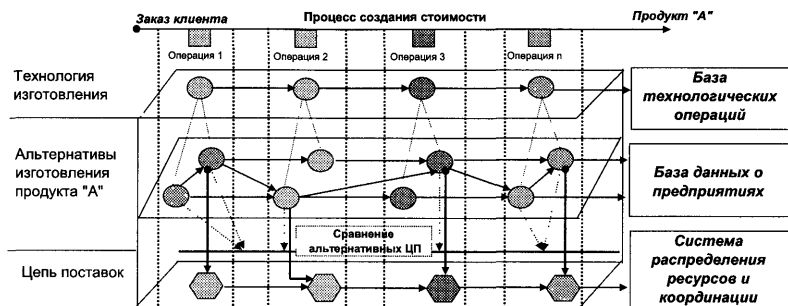 Заказ клиента
Процесс создания стоимости
Продукт "А"
Операция 1
Операция 2
Операция 3
Операция n
Технология
изготовления
База
технологических
операций
Альтернативы
изготовления
продукта "А"
База данных о
предприятиях
Сравнение
альтернативных ЦП
Цепь поставок
Система
распределения
ресурсов и
координации